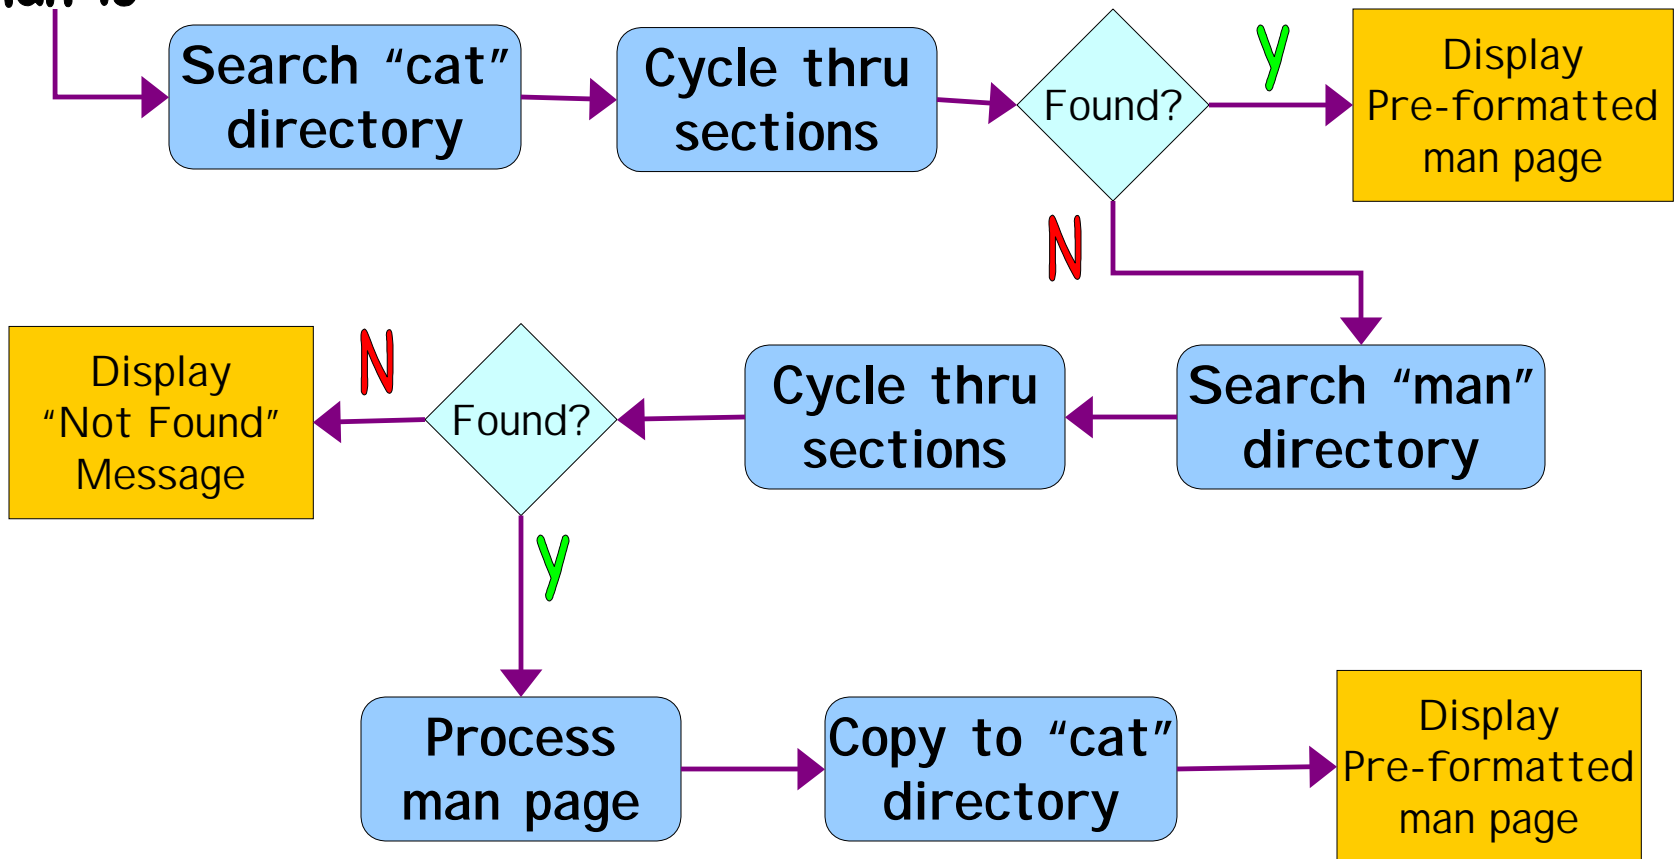 Search “cat”
directory
Cycle thru
sections
Found?
Y
Display
Pre-formatted
man page
N
Display
“Not Found”
Message
N
Found?
Cycle thru
sections
Search “man”
directory
Y
Process
man page
Copy to “cat”
directory
Display
Pre-formatted
man page